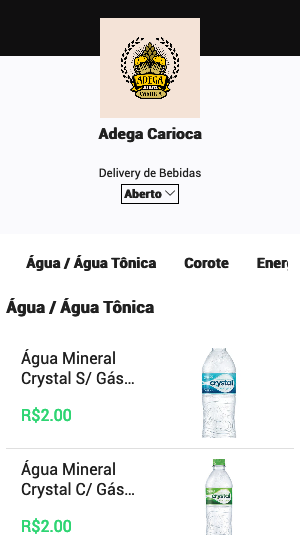 ADEGA
CARIOCA
Adega Carioca
Delivery de Bebidas
Aberto
Água / Água Tônica Corote Ener
Água / Água Tônica
Água Mineral
Crystal S/ Gás...
crystal
R$2.00
Água Mineral
Crystal C/ Gás...
crystal
R$2.00